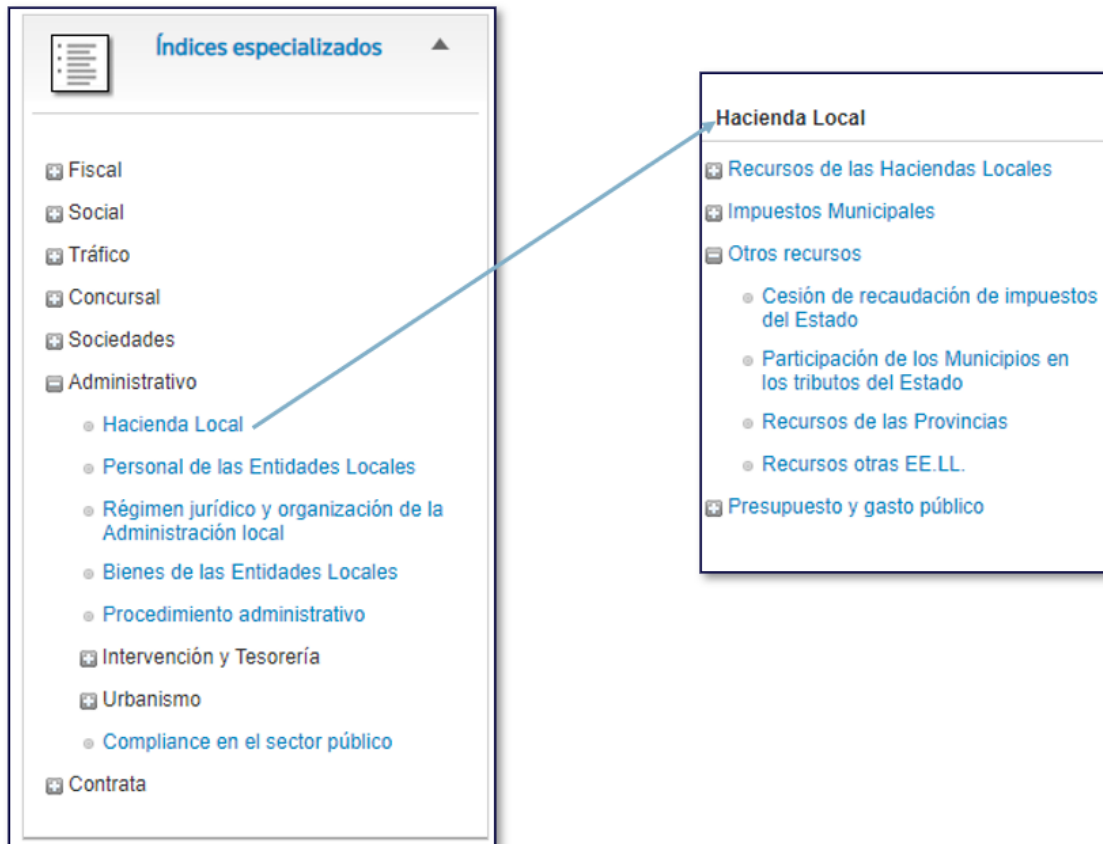 Índices especializados
Fiscal
Social
Tráfico
Concursal
Sociedades
Administrativo
Hacienda Local
Personal de las Entidades Locales
Régimen jurídico y organización de la
Administración local
Bienes de las Entidades Locales
Procedimiento administrativo
Intervención y Tesorería
Urbanismo
Compliance en el sector público
Contrata
Hacienda Local
Recursos de las Haciendas Locales
Impuestos Municipales
Otros recursos
Cesión de recaudación de impuestos
del Estado
Participación de los Municipios en
los tributos del Estado
Recursos de las Provincias
Recursos otras EE.LL.
Presupuesto y gasto público